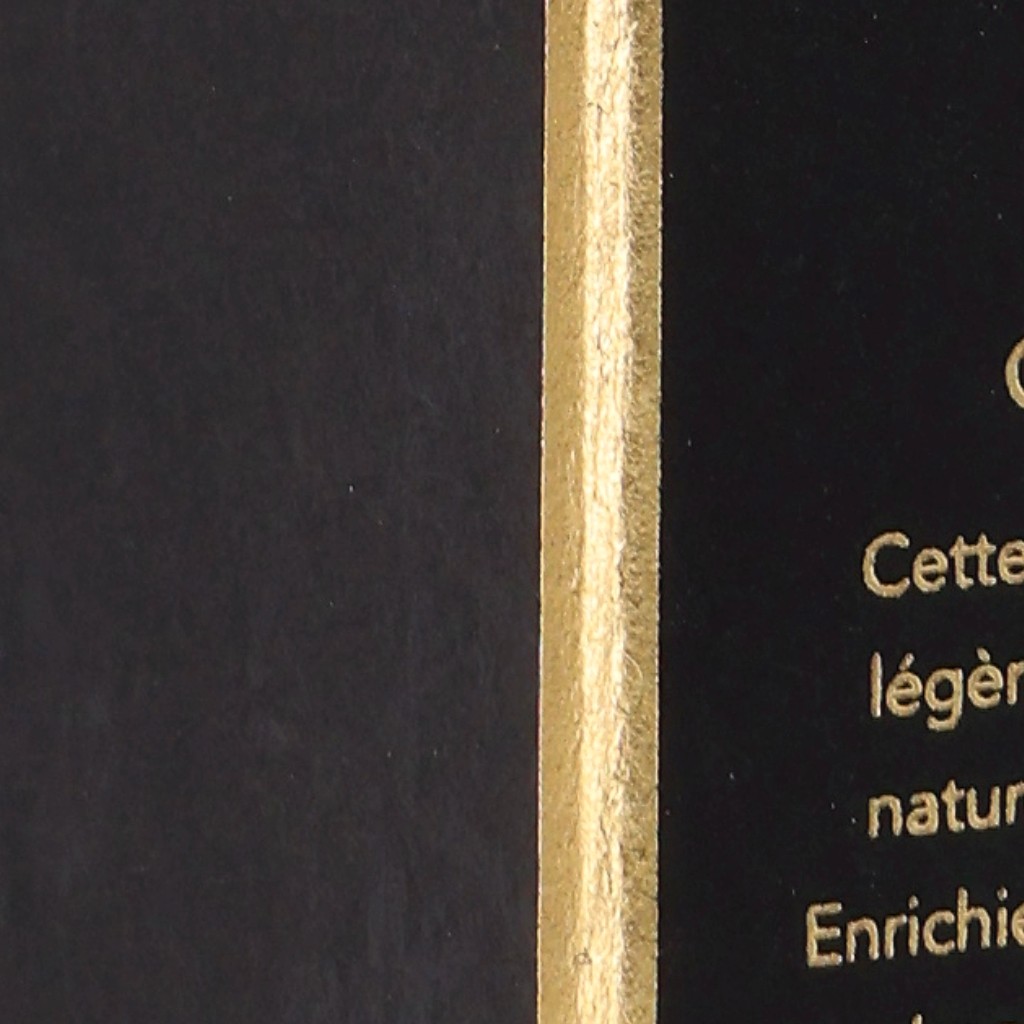 Cette
légèr
natur
Enrichie